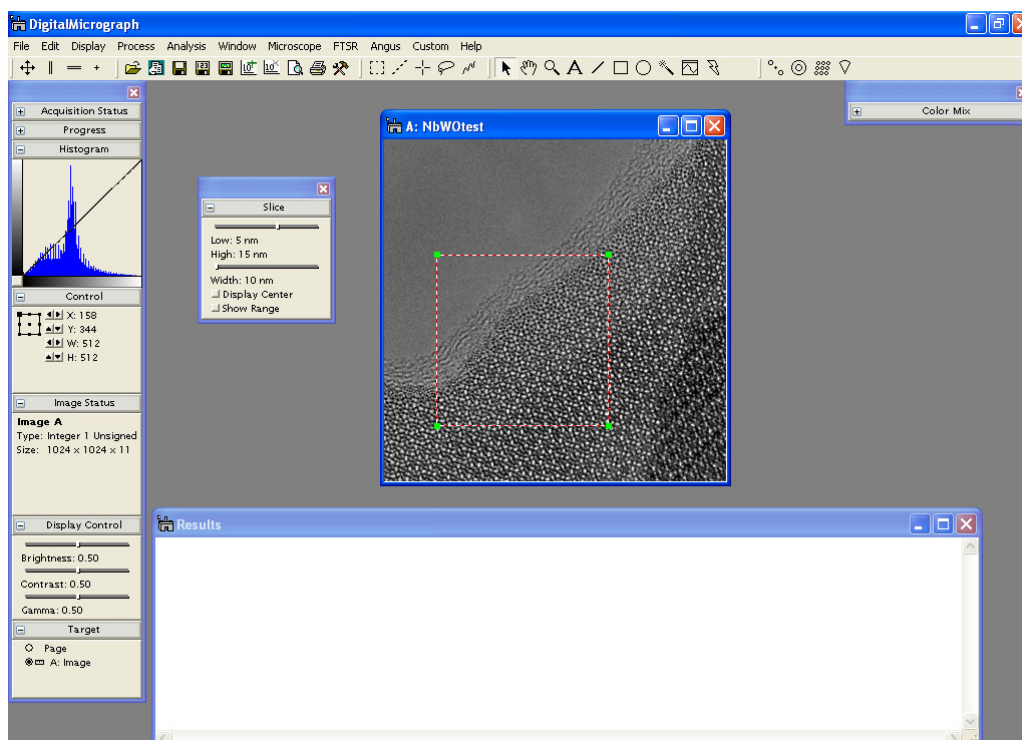 DigitalMicrograph
File Edit Display Process Analysis Window Microscope FTSR Angus Custom Help
Acquisition Status
Progress
Histogram
Control
X: 158
Y: 344
W: 512
H: 512
Image Status
Image A
Type: Integer 1 Unsigned
Size: 1024 x 1024 x 11
Display Control
Brightness: 0.50
Contrast: 0.50
Gamma: 0.50
Target
Page
A: Image
Slice
Low: 5 nm
High: 15 nm
Width: 10 nm
Display Center
Show Range
A: NbWOtest
Color Mix
Results